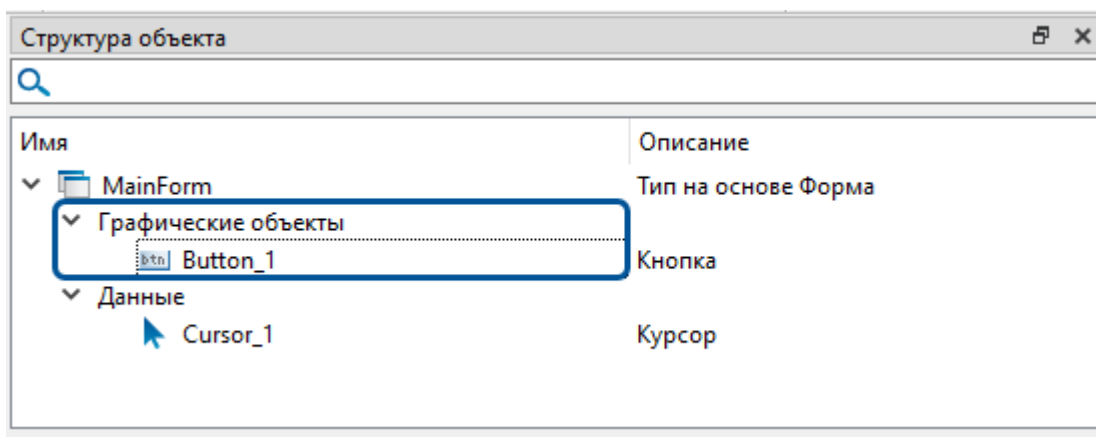 Структура объекта
Имя Описание
MainForm Тип на основе Форма
Графические объекты
btn Button_1 Кнопка
Данные
Cursor_1 Курсор